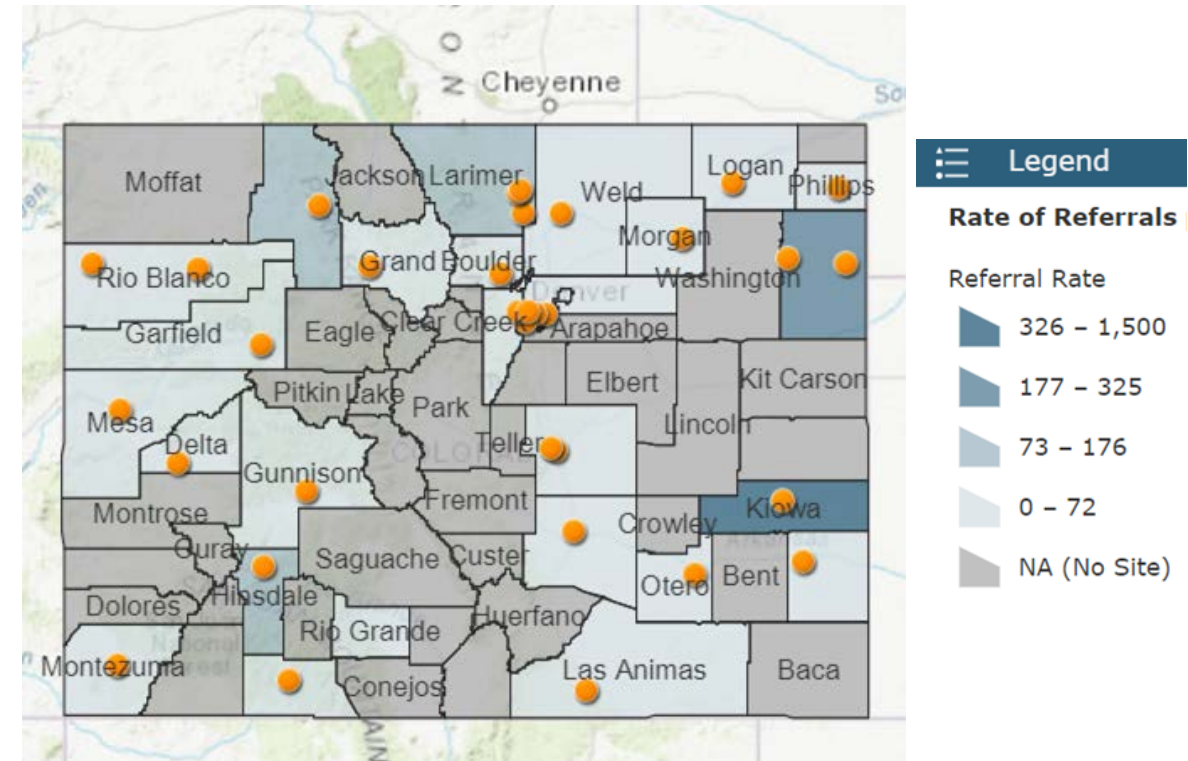 Cheyenne
Moffat
Jackson
Larimer
Logan
Phillips
Weld
Morgan
Rio Blanco
Grand
Boulder
Washington
Denver
Garfield
Eagle
Clear Creek
Arapahoe
Pitkin
Lake
Park
Elbert
Kit Carson
Mesa
Delta
Teller
Lincoln
Gunnison
Fremont
Montrose
Crowley
Kiowa
Ouray
Saguache
Custer
Otero
Bent
Dolores
Hinsdale
Rio Grande
Huerfano
Montezuma
Conejos
Las Animas
Baca
Legend
Rate of Referrals
Referral Rate
326 – 1,500
177 – 325
73 – 176
0 – 72
NA (No Site)